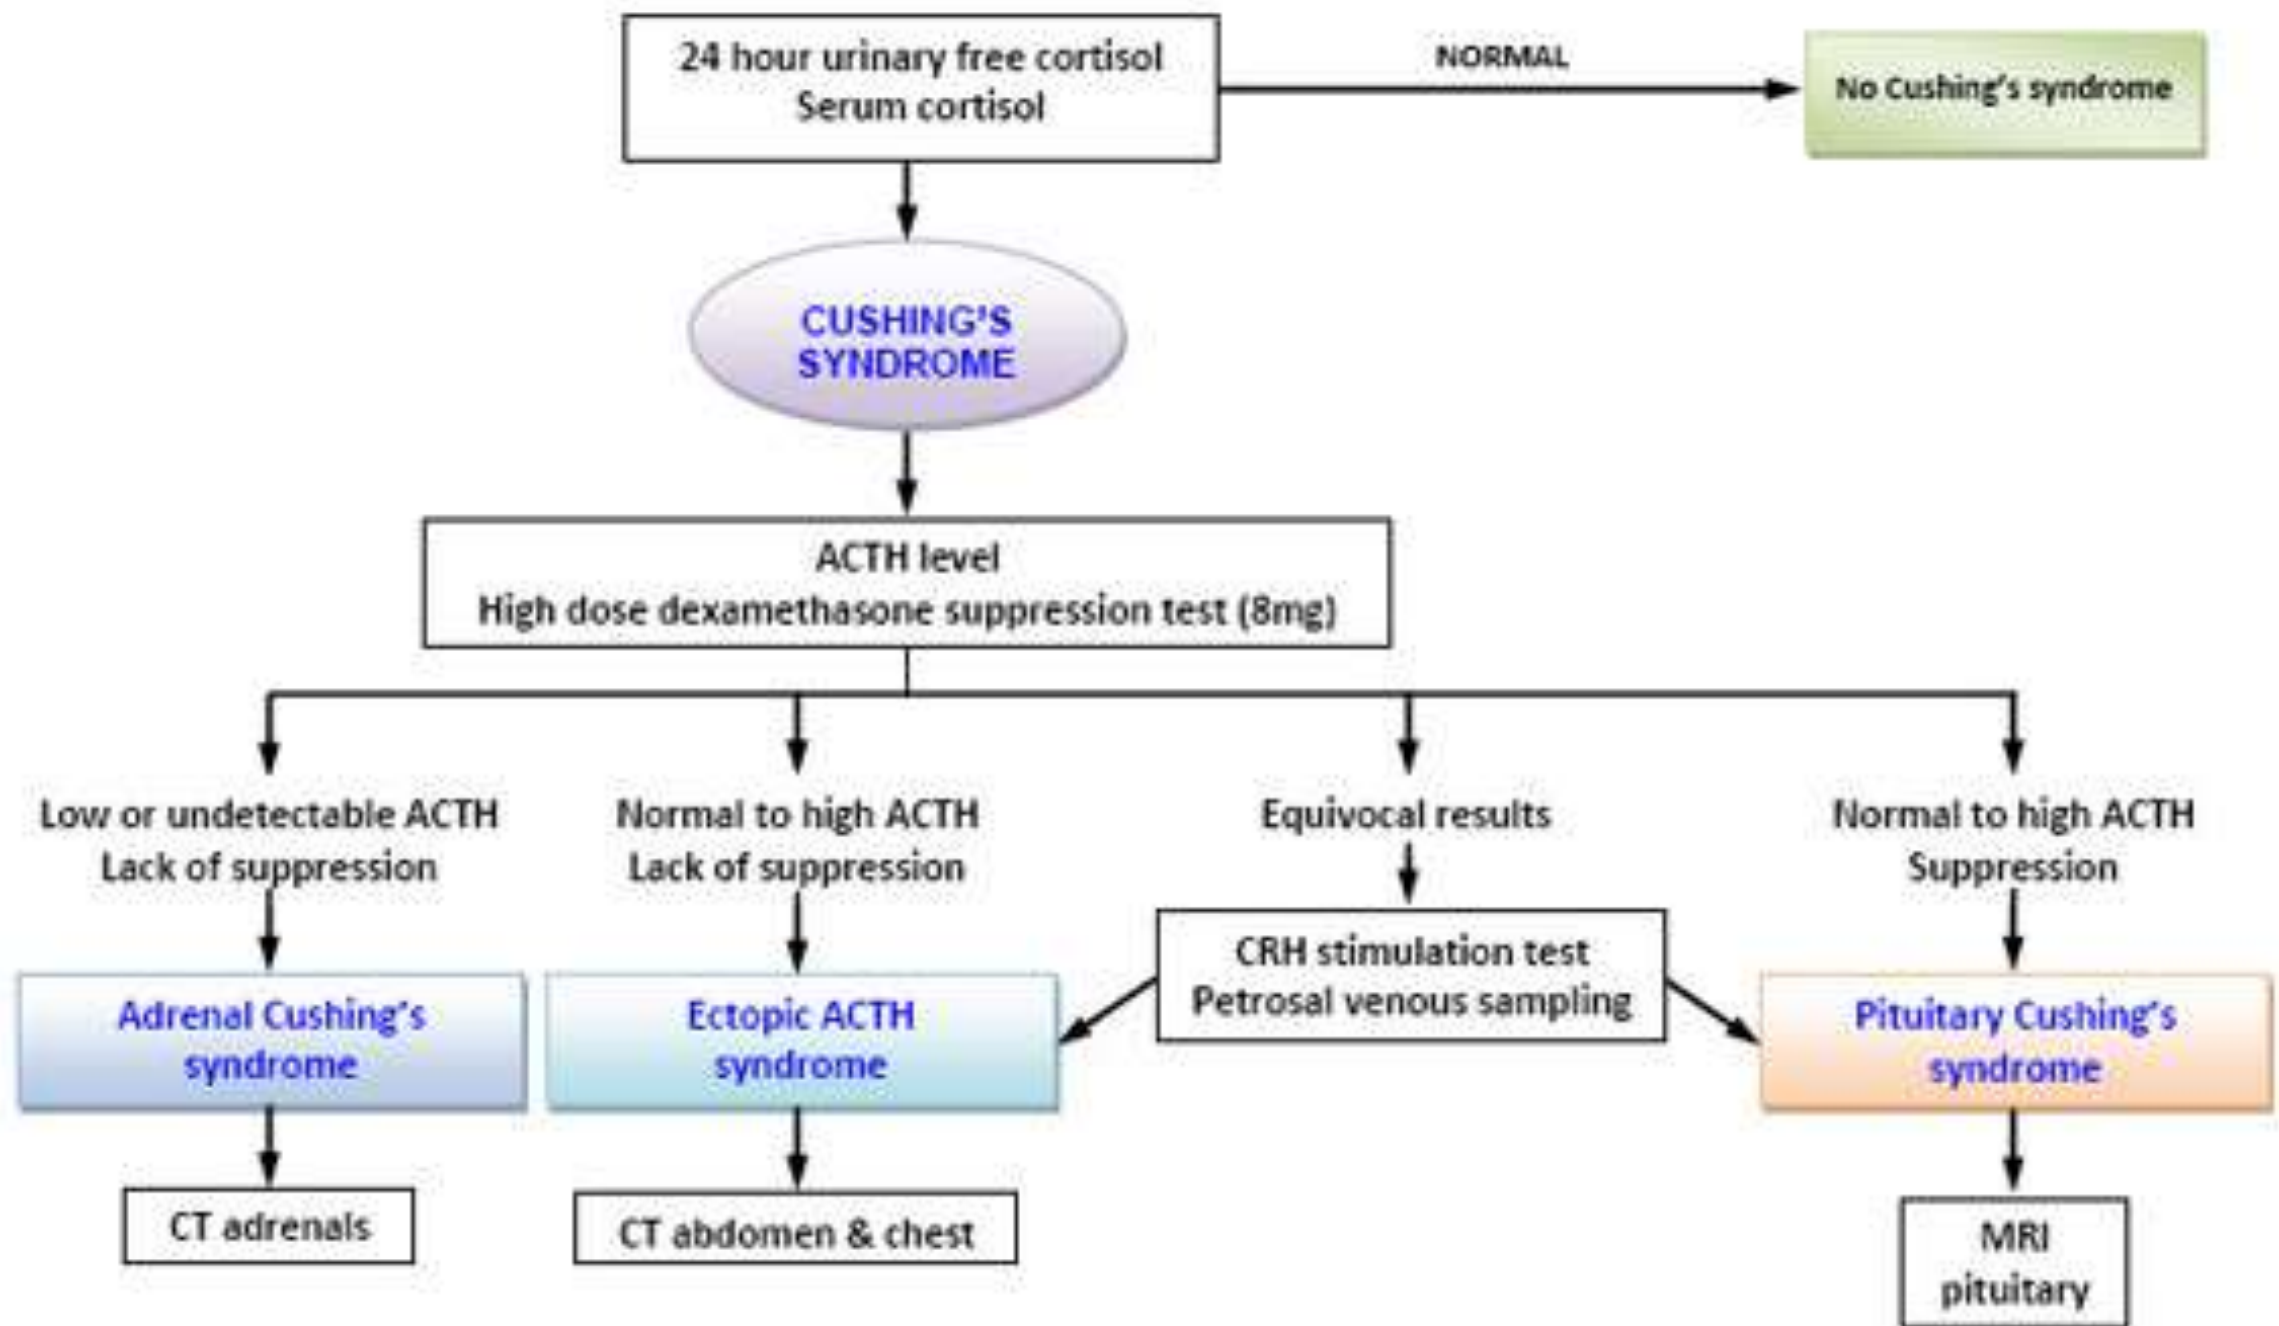 24 hour urinary free cortisol
Serum cortisol
NORMAL
No Cushing's syndrome
CUSHING'S
SYNDROME
ACTH level
High dose dexamethasone suppression test (8mg)
Low or undetectable ACTH
Lack of suppression
Normal to high ACTH
Lack of suppression
Equivocal results
Normal to high ACTH
Suppression
CRH stimulation test
Petrosal venous sampling
Adrenal Cushing's
syndrome
Ectopic ACTH
syndrome
Pituitary Cushing's
syndrome
CT adrenals
CT abdomen & chest
MRI
pituitary